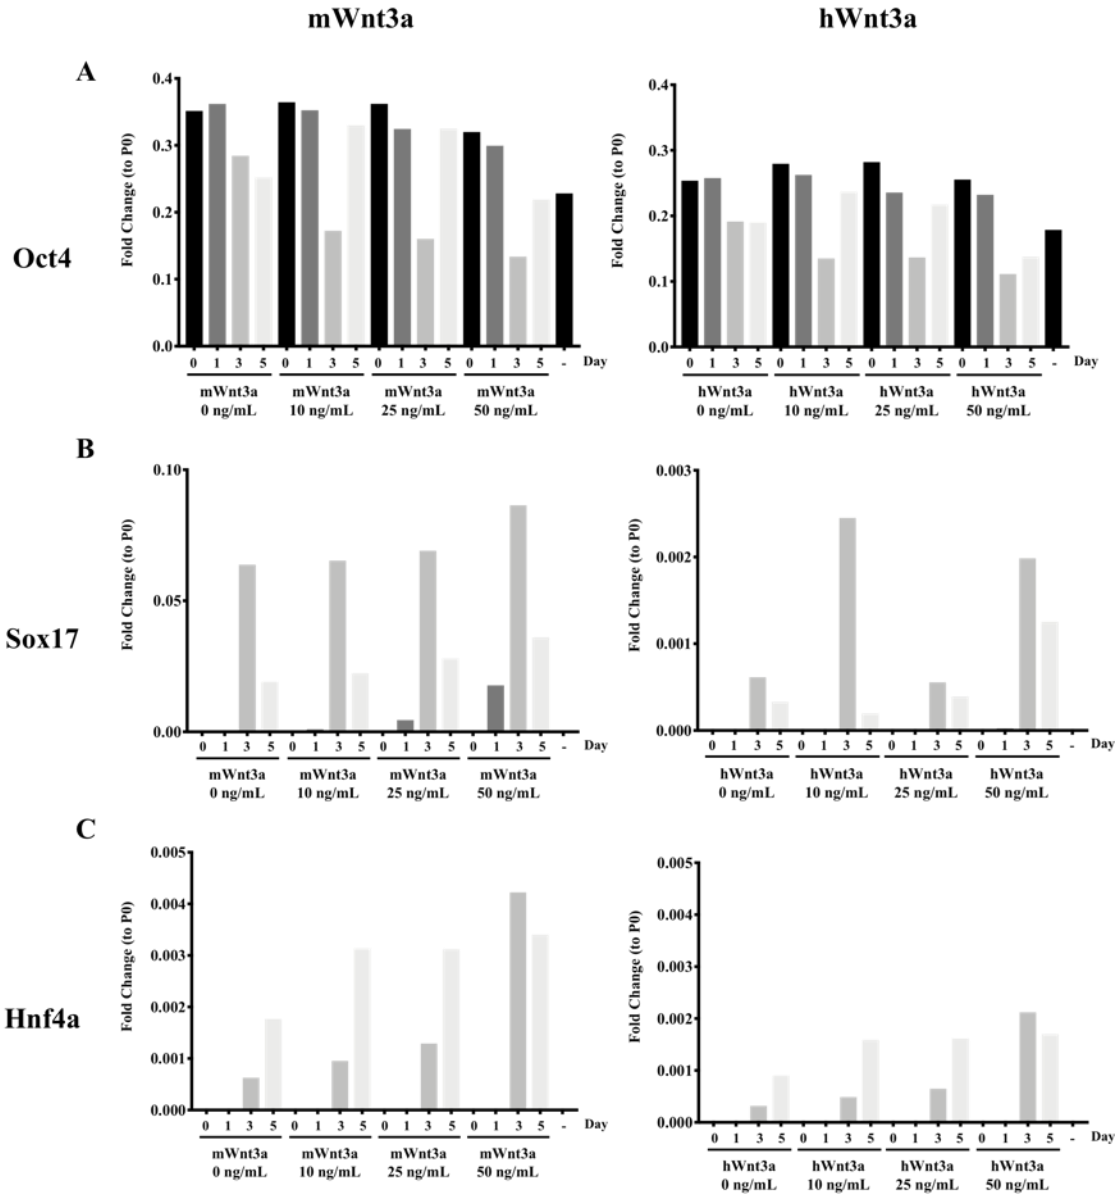 mWnt3a hWnt3a
A
Oct4
Fold Change (to P0)
0.4
0.3
0.2
0.1
0.0
0 1 3 5 0 1 3 5 0 1 3 5 0 1 3 5 - Day
mWnt3a mWnt3a mWnt3a mWnt3a
0 ng/mL 10 ng/mL 25 ng/mL 50 ng/mL
Fold Change (to P0)
0.4
0.3
0.2
0.1
0.0
0 1 3 5 0 1 3 5 0 1 3 5 0 1 3 5 - Day
hWnt3a hWnt3a hWnt3a hWnt3a
0 ng/mL 10 ng/mL 25 ng/mL 50 ng/mL
B
Sox17
Fold Change (to P0)
0.10
0.05
0.00
0 1 3 5 0 1 3 5 0 1 3 5 0 1 3 5 - Day
mWnt3a mWnt3a mWnt3a mWnt3a
0 ng/mL 10 ng/mL 25 ng/mL 50 ng/mL
Fold Change (to P0)
0.003
0.002
0.001
0.000
0 1 3 5 0 1 3 5 0 1 3 5 0 1 3 5 - Day
hWnt3a hWnt3a hWnt3a hWnt3a
0 ng/mL 10 ng/mL 25 ng/mL 50 ng/mL
C
Hnf4a
Fold Change (to P0)
0.005
0.004
0.003
0.002
0.001
0.000
0 1 3 5 0 1 3 5 0 1 3 5 0 1 3 5 - Day
mWnt3a mWnt3a mWnt3a mWnt3a
0 ng/mL 10 ng/mL 25 ng/mL 50 ng/mL
Fold Change (to P0)
0.005
0.004
0.003
0.002
0.001
0.000
0 1 3 5 0 1 3 5 0 1 3 5 0 1 3 5 - Day
hWnt3a hWnt3a hWnt3a hWnt3a
0 ng/mL 10 ng/mL 25 ng/mL 50 ng/mL